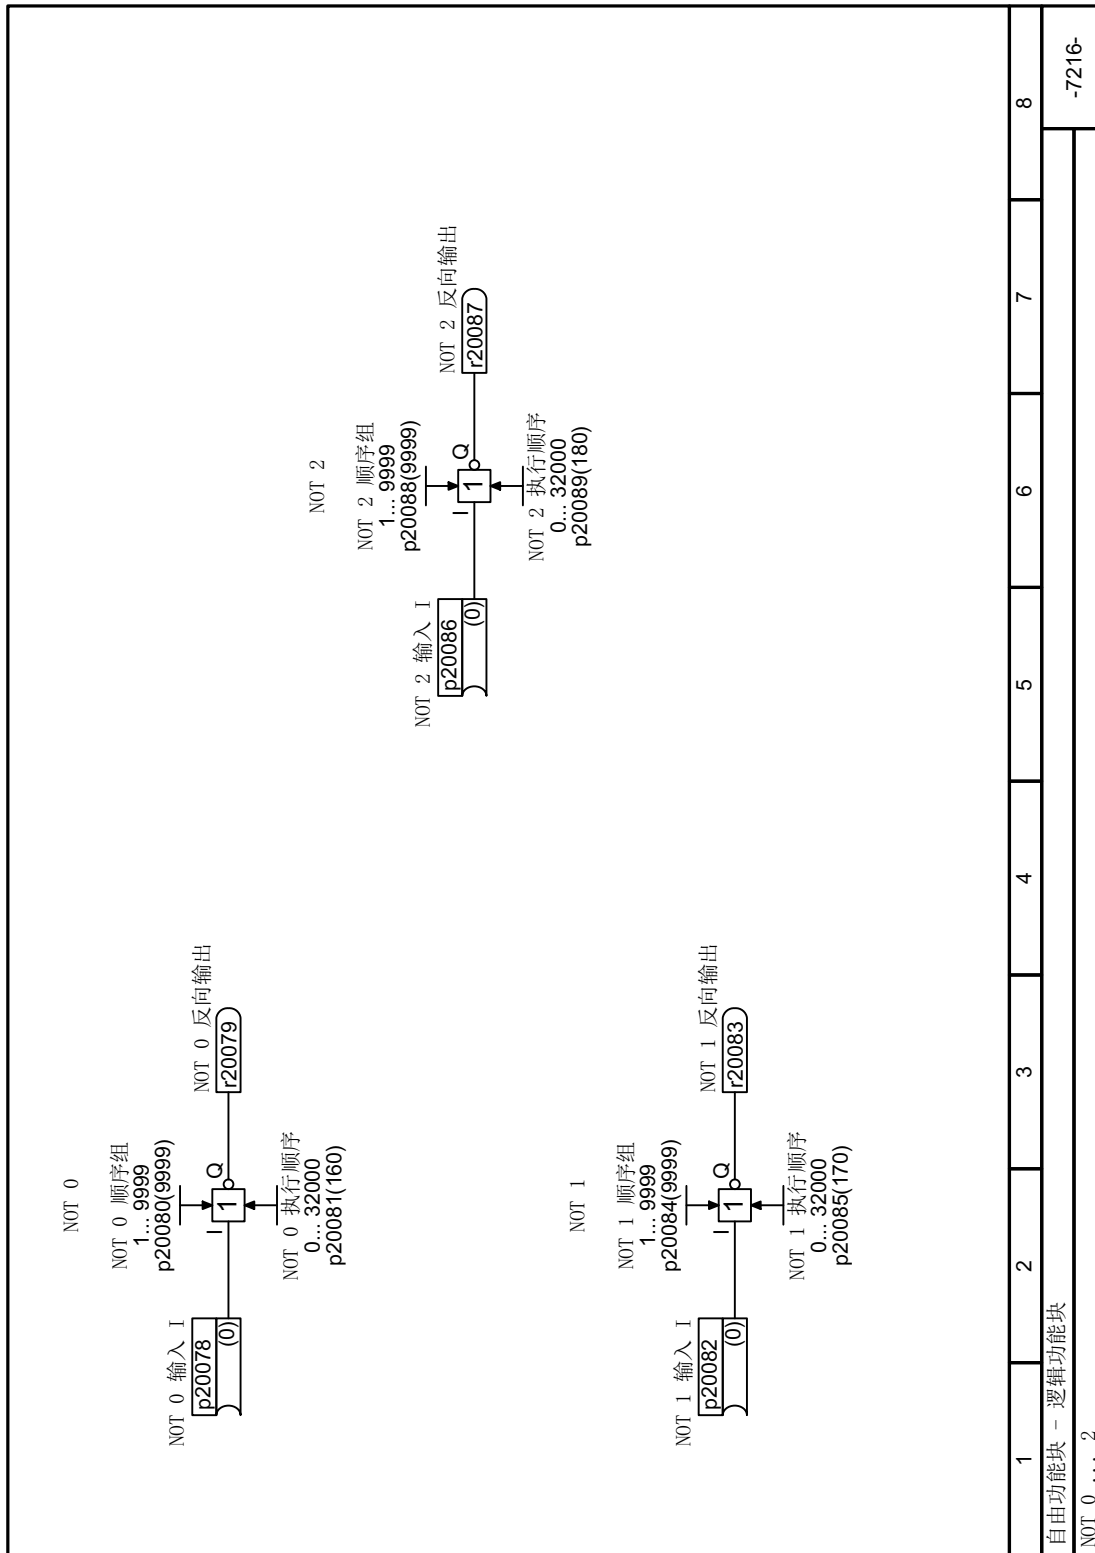 NOT 0
NOT 0 顺序组
1... 9999
p20080(9999)
NOT 0 输入 I
p20078
(0)
I
1
Q
NOT 0 反向输出
r20079
NOT 0 执行顺序
0... 32000
p20081(160)
NOT 2
NOT 2 顺序组
1... 9999
p20088(9999)
NOT 2 输入 I
p20086
(0)
I
1
Q
NOT 2 反向输出
r20087
NOT 2 执行顺序
0... 32000
p20089(180)
NOT 1
NOT 1 顺序组
1... 9999
p20084(9999)
NOT 1 输入 I
p20082
(0)
I
1
Q
NOT 1 反向输出
r20083
NOT 1 执行顺序
0... 32000
p20085(170)
1 2 3 4 5 6 7 8
自由功能块 - 逻辑功能块
NOT 0 ... 2
-7216-